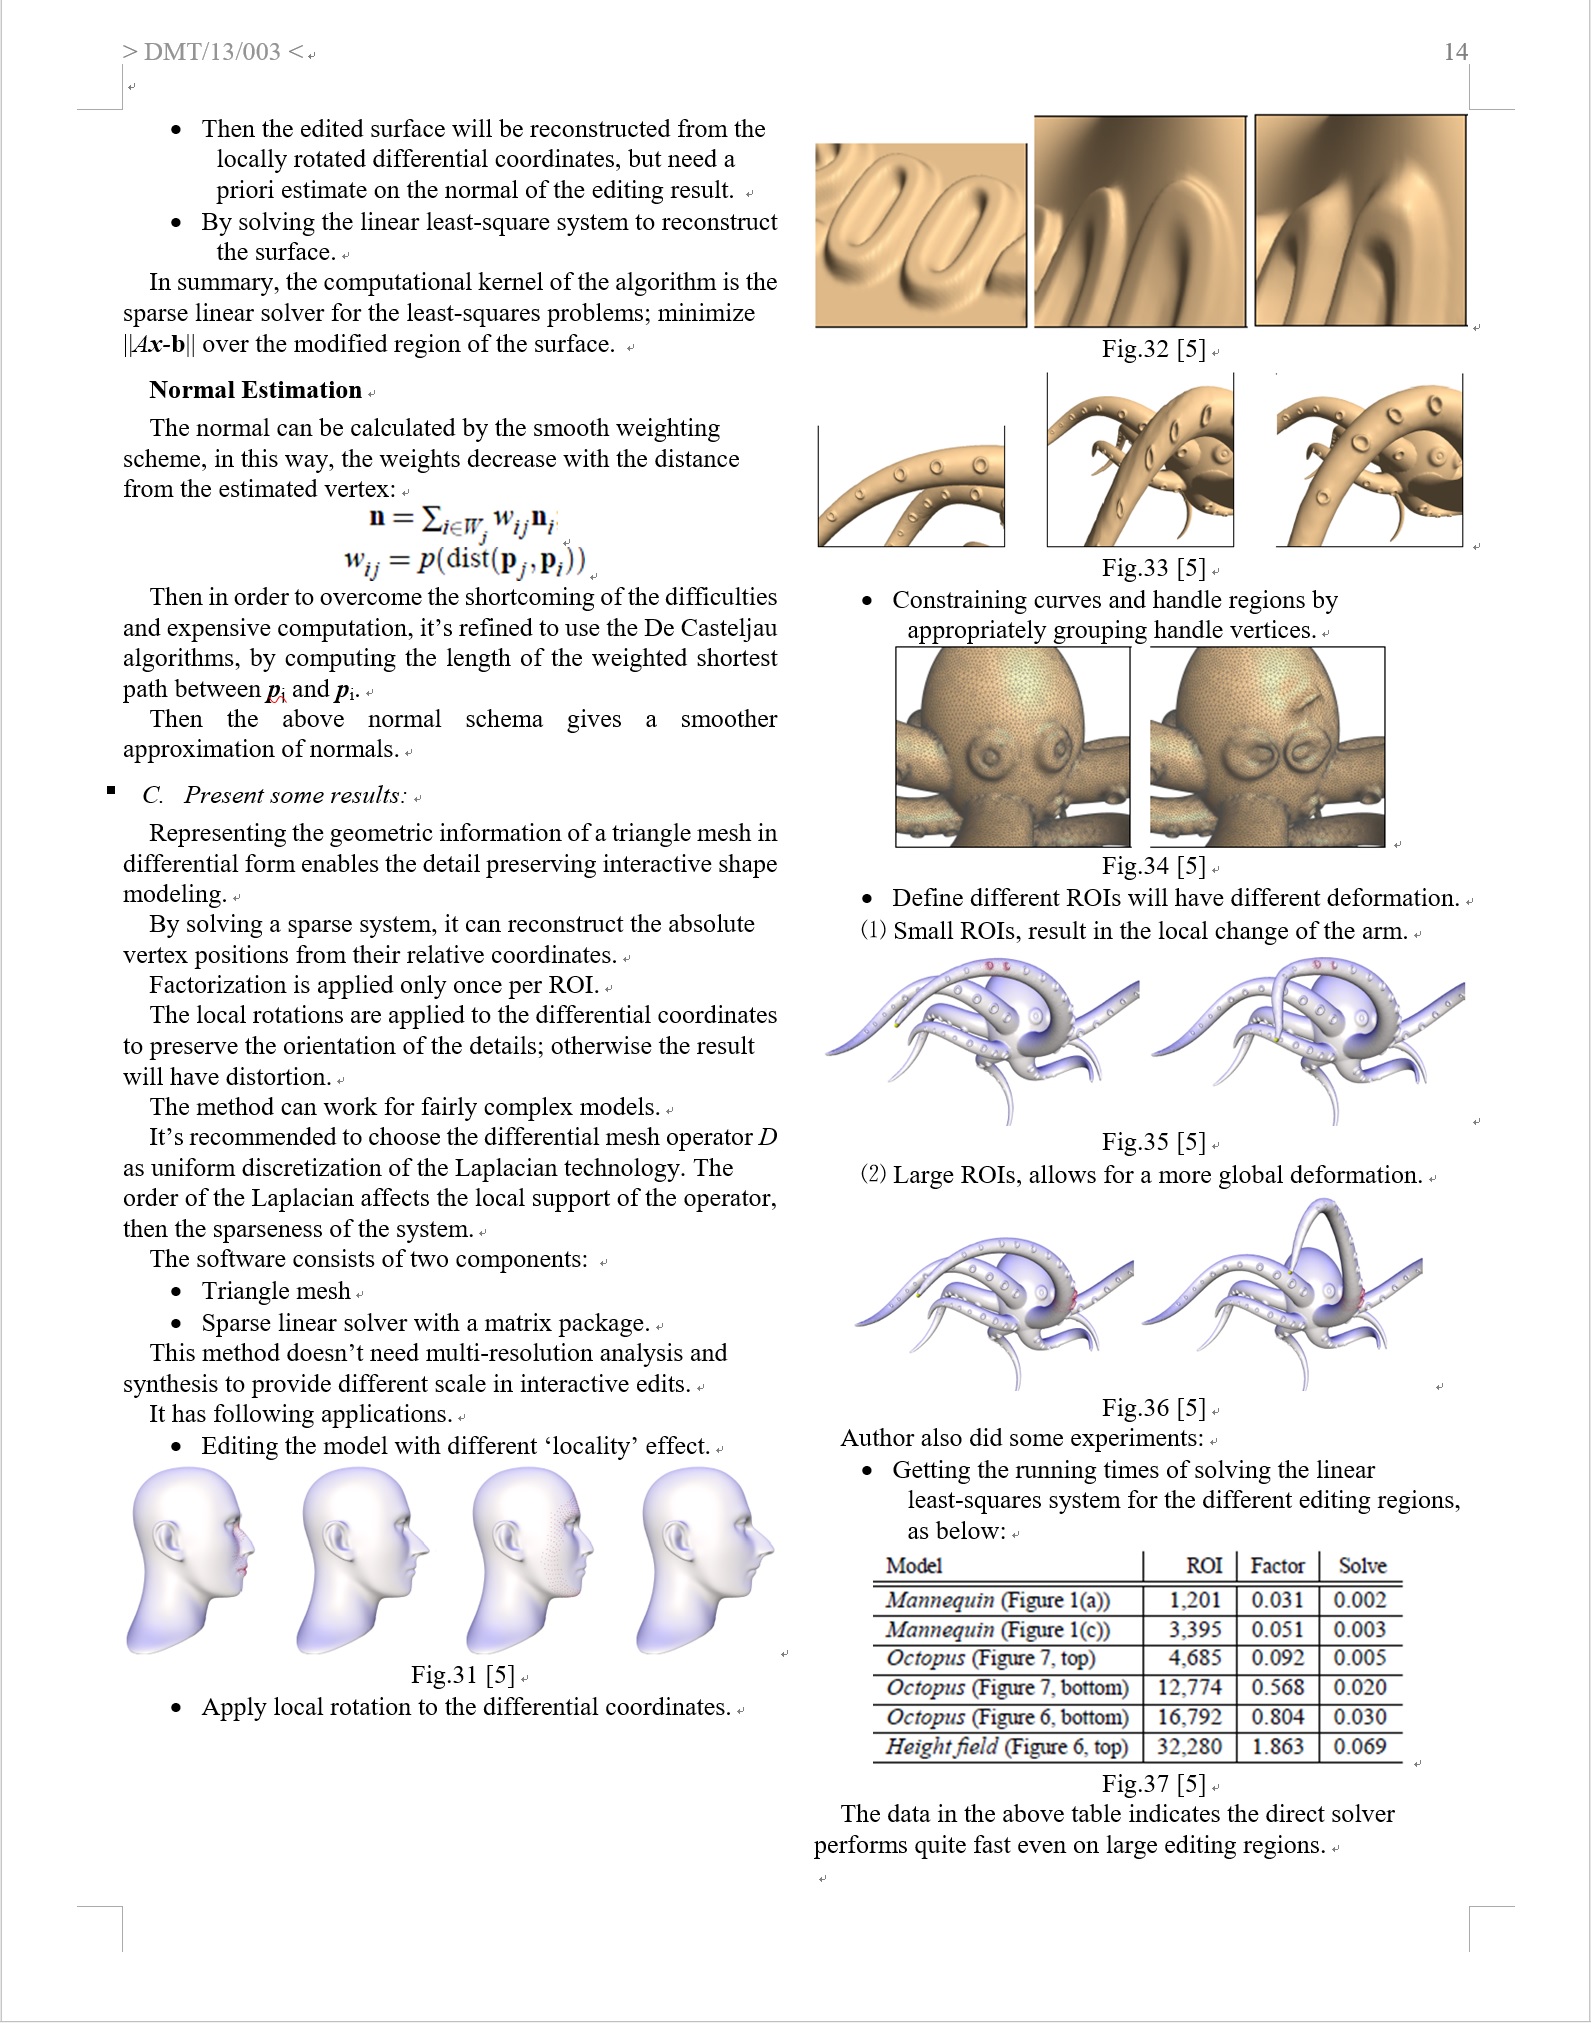 > DMT/13/003 <
14
• Then the edited surface will be reconstructed from the
locally rotated differential coordinates, but need a
priori estimate on the normal of the editing result.
• By solving the linear least-square system to reconstruct
the surface.
In summary, the computational kernel of the algorithm is the
sparse linear solver for the least-squares problems; minimize
||Ax-b|| over the modified region of the surface.
Normal Estimation
The normal can be calculated by the smooth weighting
scheme, in this way, the weights decrease with the distance
from the estimated vertex:
n = ∑i∈Wj wij ni
wij = p(dist(pj, pi))
Then in order to overcome the shortcoming of the difficulties
and expensive computation, it’s refined to use the De Casteljau
algorithms, by computing the length of the weighted shortest
path between pj and pi.
Then the above normal schema gives a smoother
approximation of normals.
C. Present some results:
Representing the geometric information of a triangle mesh in
differential form enables the detail preserving interactive shape
modeling.
By solving a sparse system, it can reconstruct the absolute
vertex positions from their relative coordinates.
Factorization is applied only once per ROI.
The local rotations are applied to the differential coordinates
to preserve the orientation of the details; otherwise the result
will have distortion.
The method can work for fairly complex models.
It’s recommended to choose the differential mesh operator D
as uniform discretization of the Laplacian technology. The
order of the Laplacian affects the local support of the operator,
then the sparseness of the system.
The software consists of two components:
• Triangle mesh
• Sparse linear solver with a matrix package.
This method doesn’t need multi-resolution analysis and
synthesis to provide different scale in interactive edits.
It has following applications.
• Editing the model with different ‘locality’ effect.
Fig.31 [5]
• Apply local rotation to the differential coordinates.
Fig.32 [5]
Fig.33 [5]
• Constraining curves and handle regions by
appropriately grouping handle vertices.
Fig.34 [5]
• Define different ROIs will have different deformation.
(1) Small ROIs, result in the local change of the arm.
Fig.35 [5]
(2) Large ROIs, allows for a more global deformation.
Fig.36 [5]
Author also did some experiments:
• Getting the running times of solving the linear
least-squares system for the different editing regions,
as below:
Model ROI Factor Solve
Mannequin (Figure 1(a)) 1,201 0.031 0.002
Mannequin (Figure 1(c)) 3,395 0.051 0.003
Octopus (Figure 7, top) 4,685 0.092 0.005
Octopus (Figure 7, bottom) 12,774 0.568 0.020
Octopus (Figure 6, bottom) 16,792 0.804 0.030
Height field (Figure 6, top) 32,280 1.863 0.069
Fig.37 [5]
The data in the above table indicates the direct solver
performs quite fast even on large editing regions.